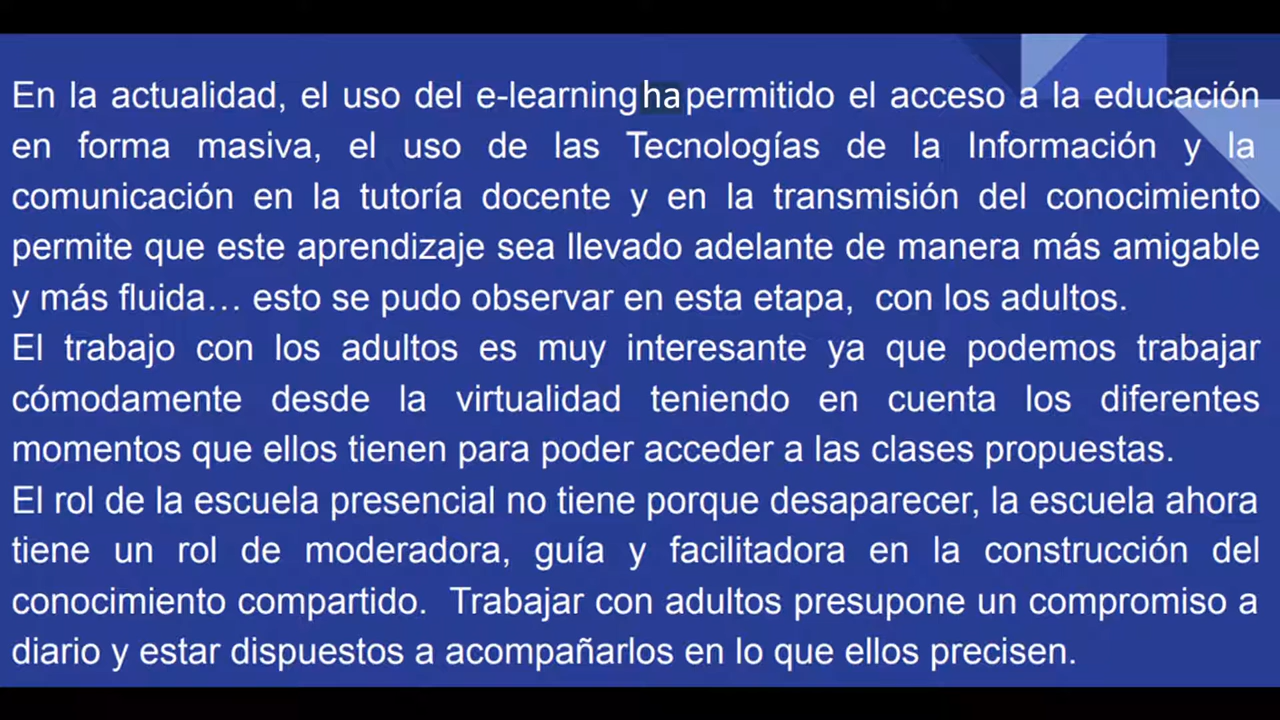 En la actualidad, el uso del e-learning ha permitido el acceso a la educación
en forma masiva, el uso de las Tecnologías de la Información y la
comunicación en la tutoría docente y en la transmisión del conocimiento
permite que este aprendizaje sea llevado adelante de manera más amigable
y más fluida… esto se pudo observar en esta etapa, con los adultos.
El trabajo con los adultos es muy interesante ya que podemos trabajar
cómodamente desde la virtualidad teniendo en cuenta los diferentes
momentos que ellos tienen para poder acceder a las clases propuestas.
El rol de la escuela presencial no tiene porque desaparecer, la escuela ahora
tiene un rol de moderadora, guía y facilitadora en la construcción del
conocimiento compartido. Trabajar con adultos presupone un compromiso a
diario y estar dispuestos a acompañarlos en lo que ellos precisen.